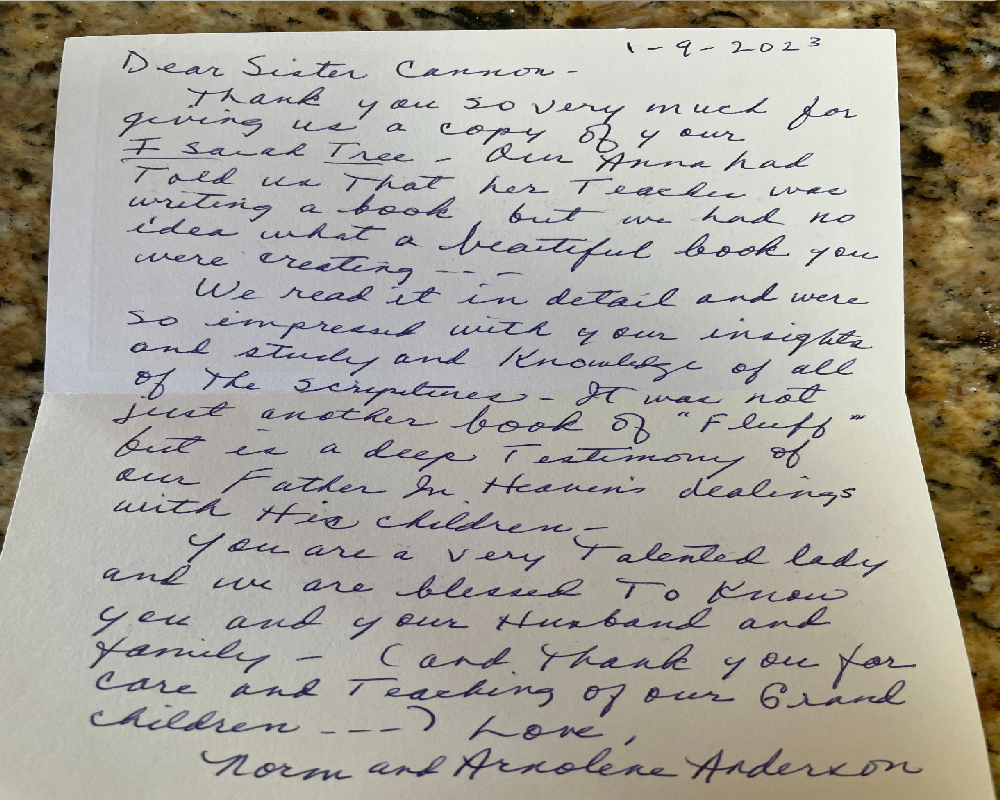 1-9-2023
Dear Sister Cannon -
Thank you so very much for
giving us a copy of your
Isaiah Tree - Our Anna had
Told us That her Teacher was
writing a book but we had no
idea what a beautiful book you
were creating ---
We read it in detail and were
so impressed with your insights
and study and Knowledge of all
of The scriptures - It was not
just another book of "Fluff"
but is a deep Testimony of
our Father In Heaven's dealings
with His children -
You are a very Talented lady
and we are blessed To Know
you and your Husband and
family - (and Thank you for
care and Teaching of our Grand
children ---) Love,
Norm and Arnolene Anderson